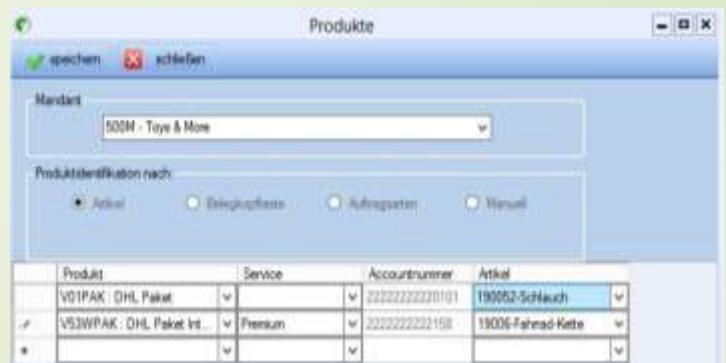 Produkte
speichern schließen
Mandant
500M - Toys & More
Produktidentifikation nach:
Artikel Belegkopftexte Auftragsarten Manuell
Produkt Service Accountnummer Artikel
V01PAK : DHL Paket 22222222220101 190052-Schlauch
V53WPAK : DHL Paket Int... Premium 19006-Fahrrad-Kette